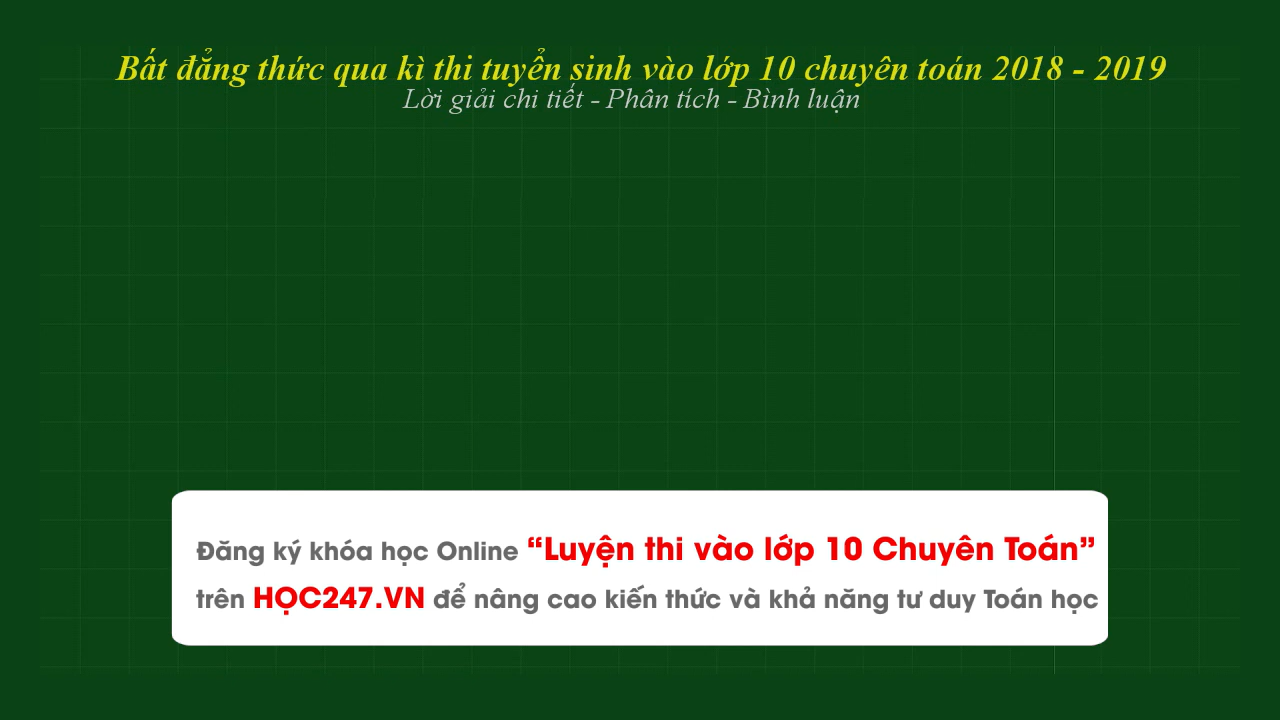 Bất đẳng thức qua kì thi tuyển sinh vào lớp 10 chuyên toán 2018 - 2019
Lời giải chi tiết - Phân tích - Bình luận
Đăng ký khóa học Online “Luyện thi vào lớp 10 Chuyên Toán”
trên HỌC247.VN để nâng cao kiến thức và khả năng tư duy Toán học